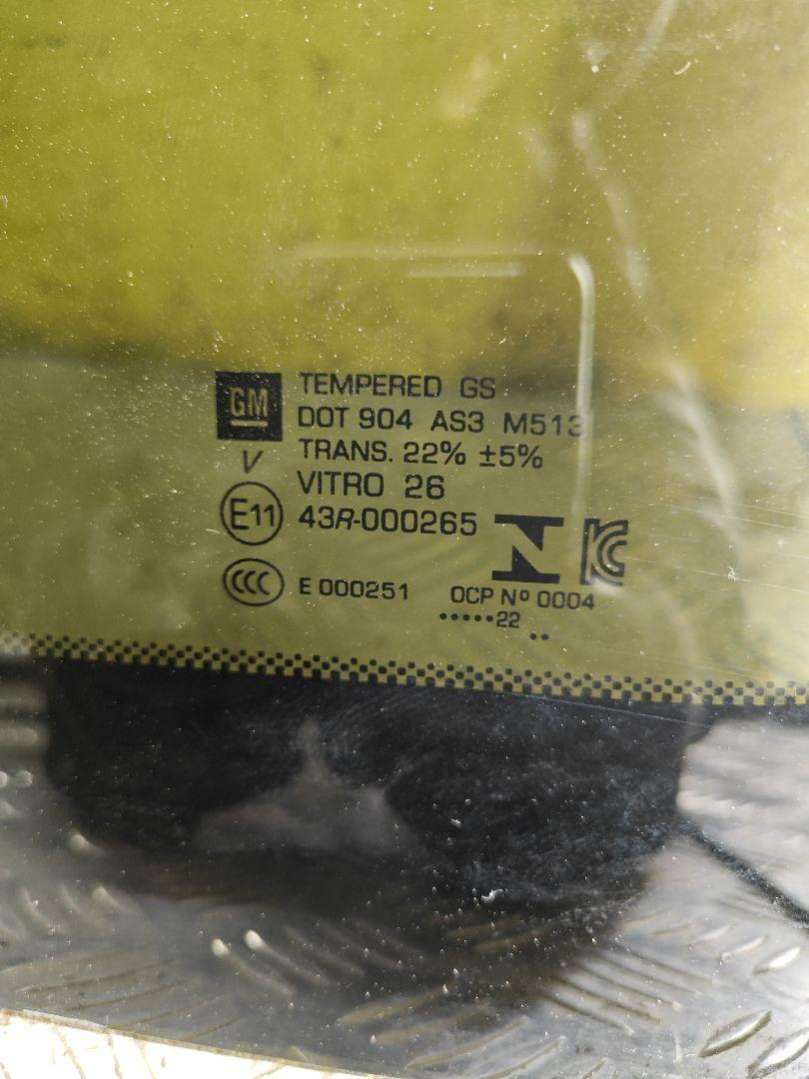 GM TEMPERED GS
DOT 904 AS3 M513
V TRANS. 22% ±5%
VITRO 26
E11 43R-000265
N KC
CCC E 000251 OCP Nº 0004
•••••22
••